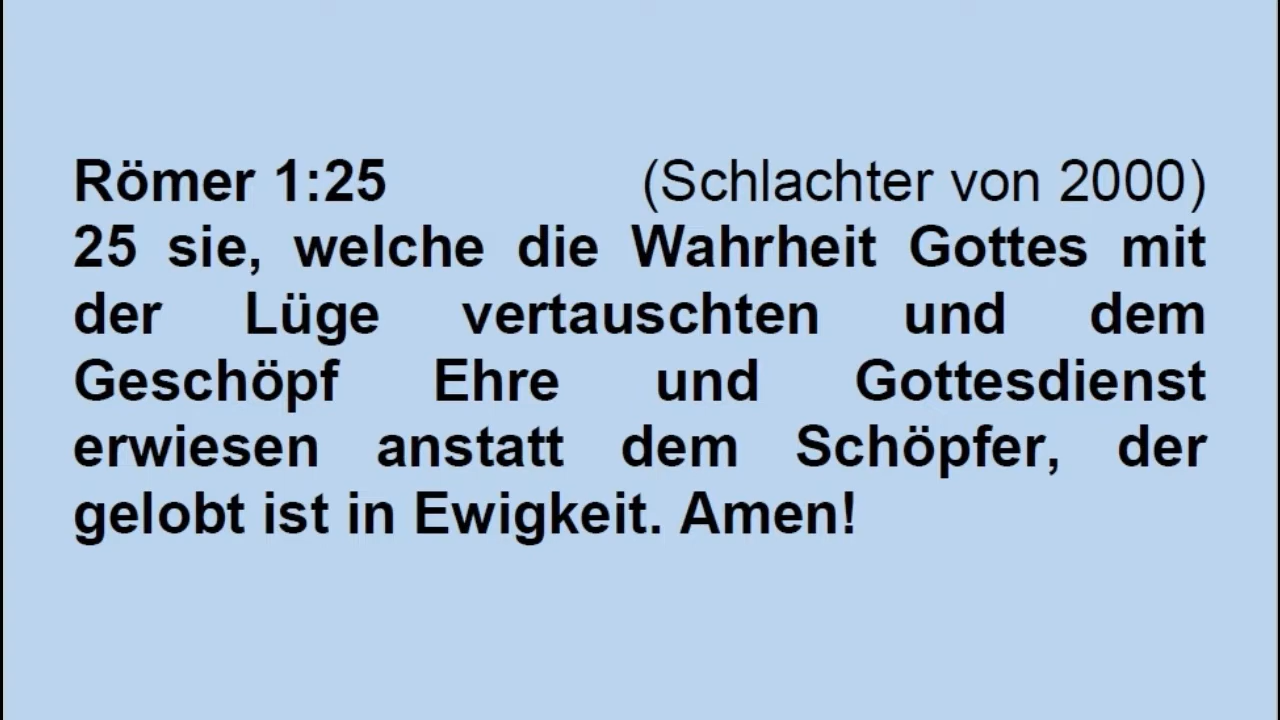 Römer 1:25 (Schlachter von 2000)
25 sie, welche die Wahrheit Gottes mit
der Lüge vertauschten und dem
Geschöpf Ehre und Gottesdienst
erwiesen anstatt dem Schöpfer, der
gelobt ist in Ewigkeit. Amen!